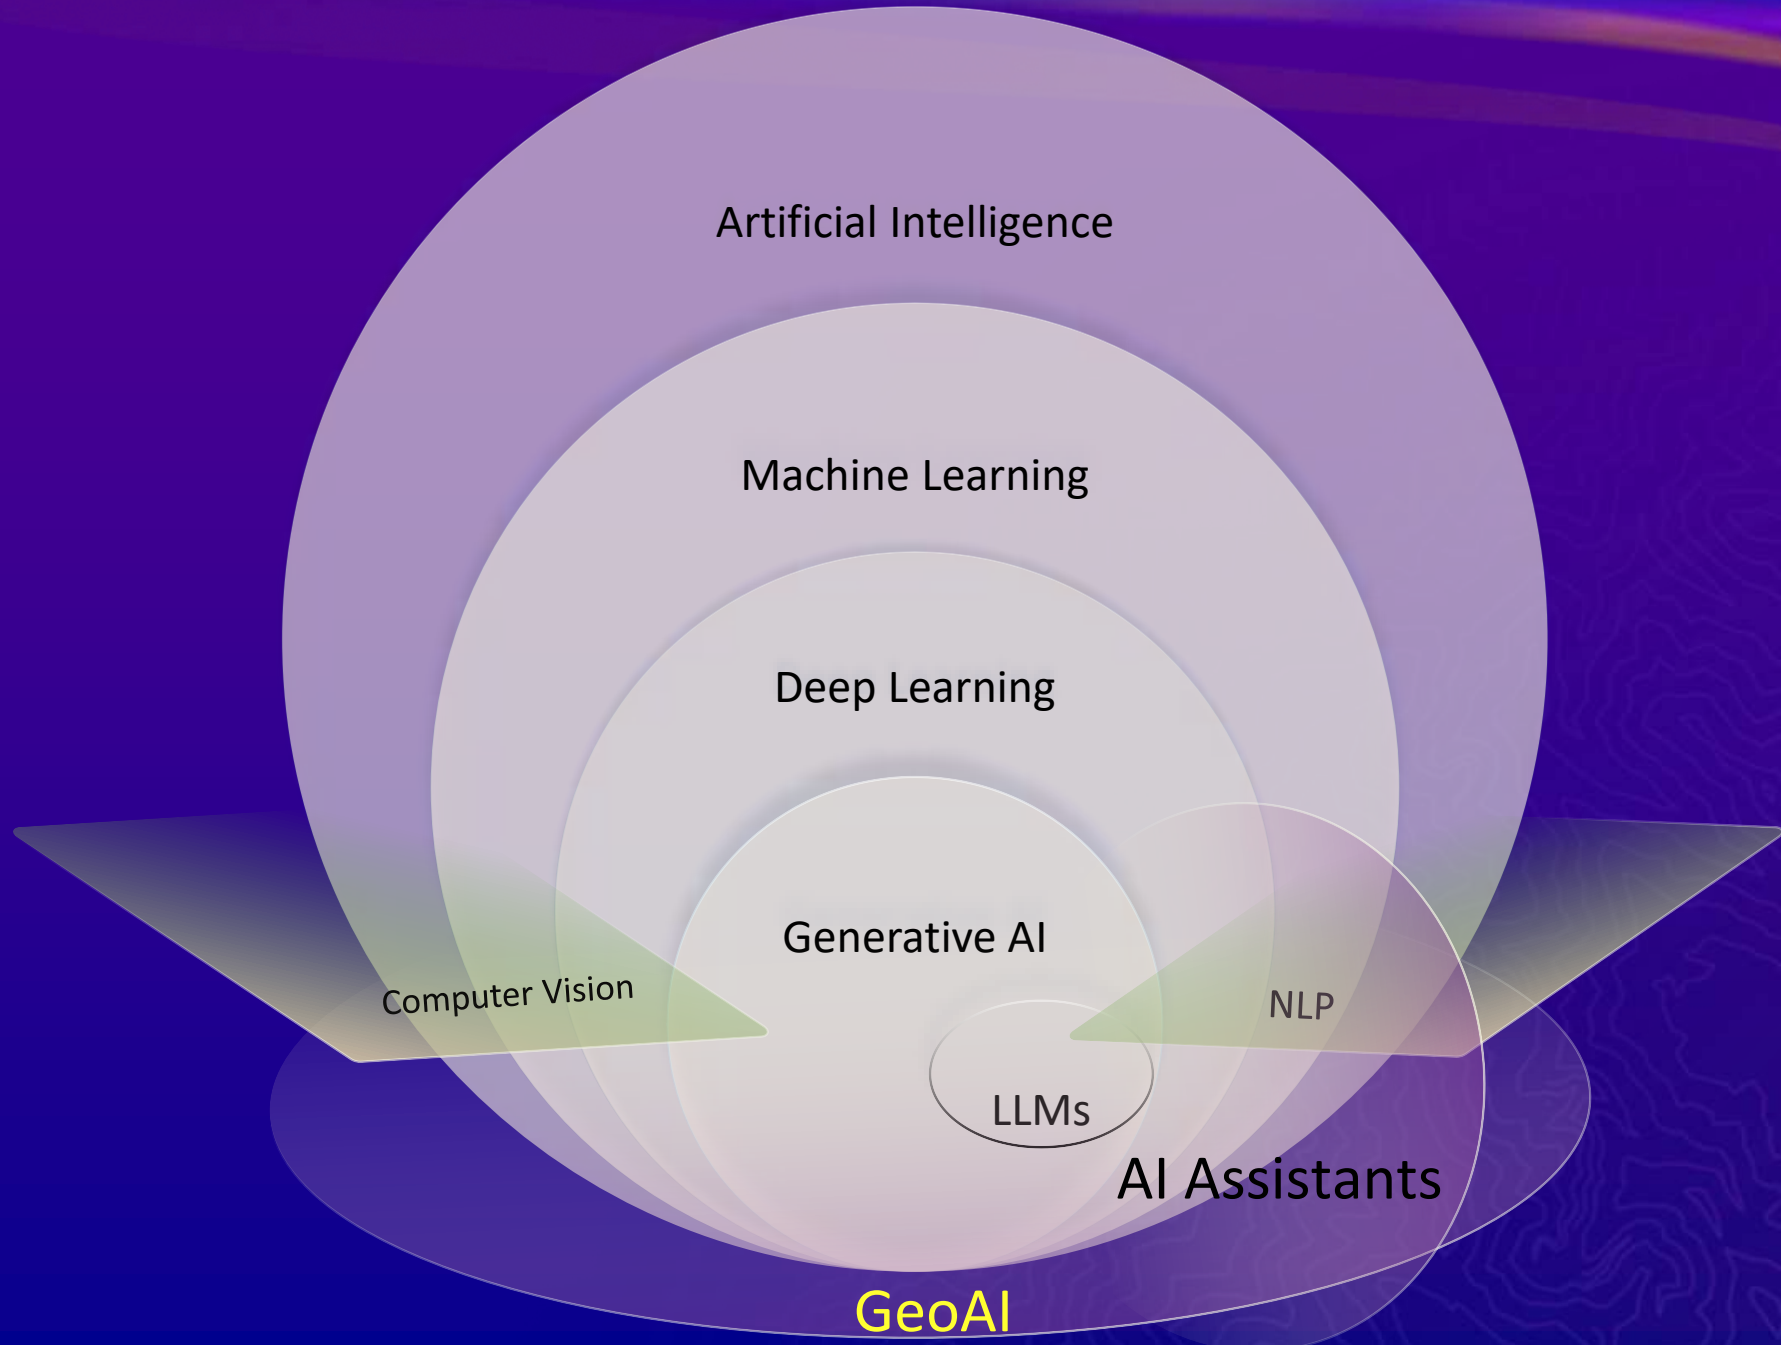 Artificial Intelligence
Machine Learning
Deep Learning
Generative AI
Computer Vision
NLP
LLMs
AI Assistants
GeoAI